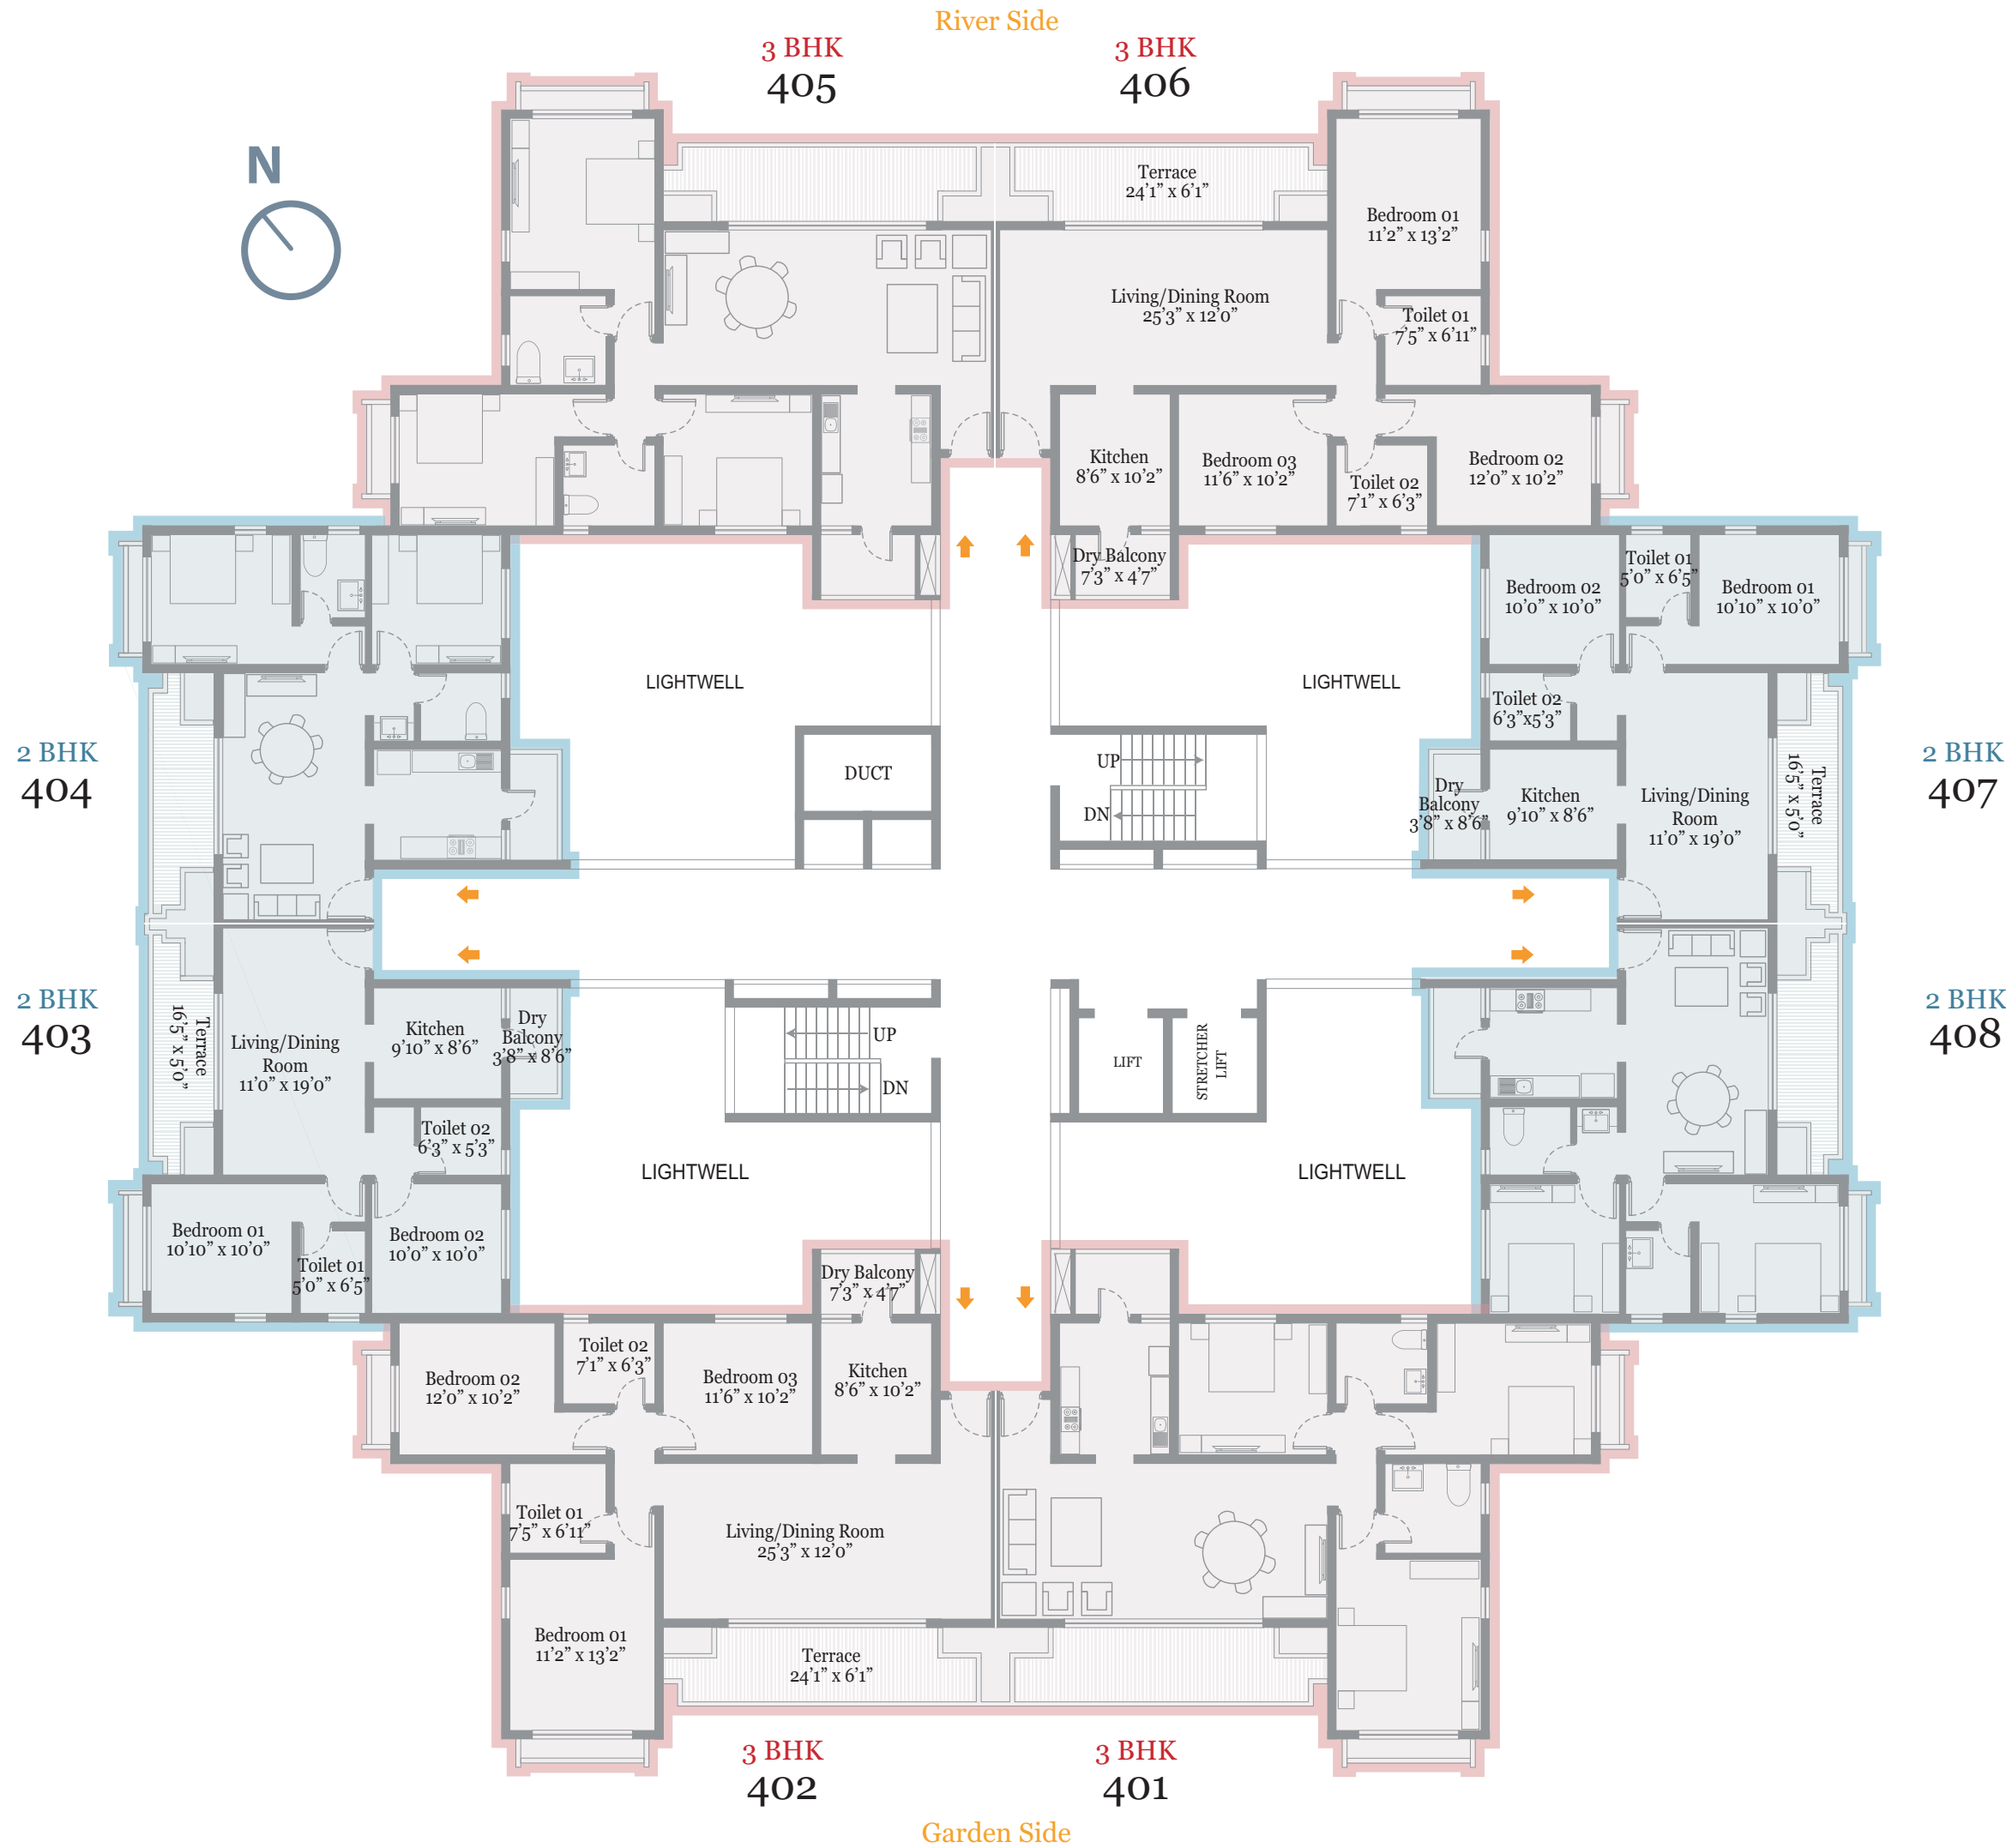 River Side
3 BHK
405
3 BHK
406
N
Terrace
24’1” x 6’1”
Bedroom 01
11’2” x 13’2”
Living/Dining Room
25’3” x 12’0”
Toilet 01
7’5” x 6’11”
Kitchen
8’6” x 10’2”
Bedroom 03
11’6” x 10’2”
Toilet 02
7’1” x 6’3”
Bedroom 02
12’0” x 10’2”
Dry Balcony
7’3” x 4’7”
Bedroom 02
10’0” x 10’0”
Toilet 01
5’0” x 6’5”
Bedroom 01
10’10” x 10’0”
LIGHTWELL
LIGHTWELL
Toilet 02
6’3”x5’3”
2 BHK
404
DUCT
UP
DN
Dry
Balcony
3’8” x 8’6”
Kitchen
9’10” x 8’6”
Living/Dining
Room
11’0” x 19’0”
Terrace
16’5” x 5’0”
2 BHK
407
2 BHK
403
Terrace
16’5” x 5’0”
Living/Dining
Room
11’0” x 19’0”
Kitchen
9’10” x 8’6”
Dry
Balcony
3’8” x 8’6”
UP
DN
LIFT
STRETCHER
LIFT
2 BHK
408
Toilet 02
6’3” x 5’3”
LIGHTWELL
LIGHTWELL
Bedroom 01
10’10” x 10’0”
Toilet 01
5’0” x 6’5”
Bedroom 02
10’0” x 10’0”
Dry Balcony
7’3” x 4’7”
Bedroom 02
12’0” x 10’2”
Toilet 02
7’1” x 6’3”
Bedroom 03
11’6” x 10’2”
Kitchen
8’6” x 10’2”
Toilet 01
7’5” x 6’11”
Living/Dining Room
25’3” x 12’0”
Bedroom 01
11’2” x 13’2”
Terrace
24’1” x 6’1”
3 BHK
402
3 BHK
401
Garden Side